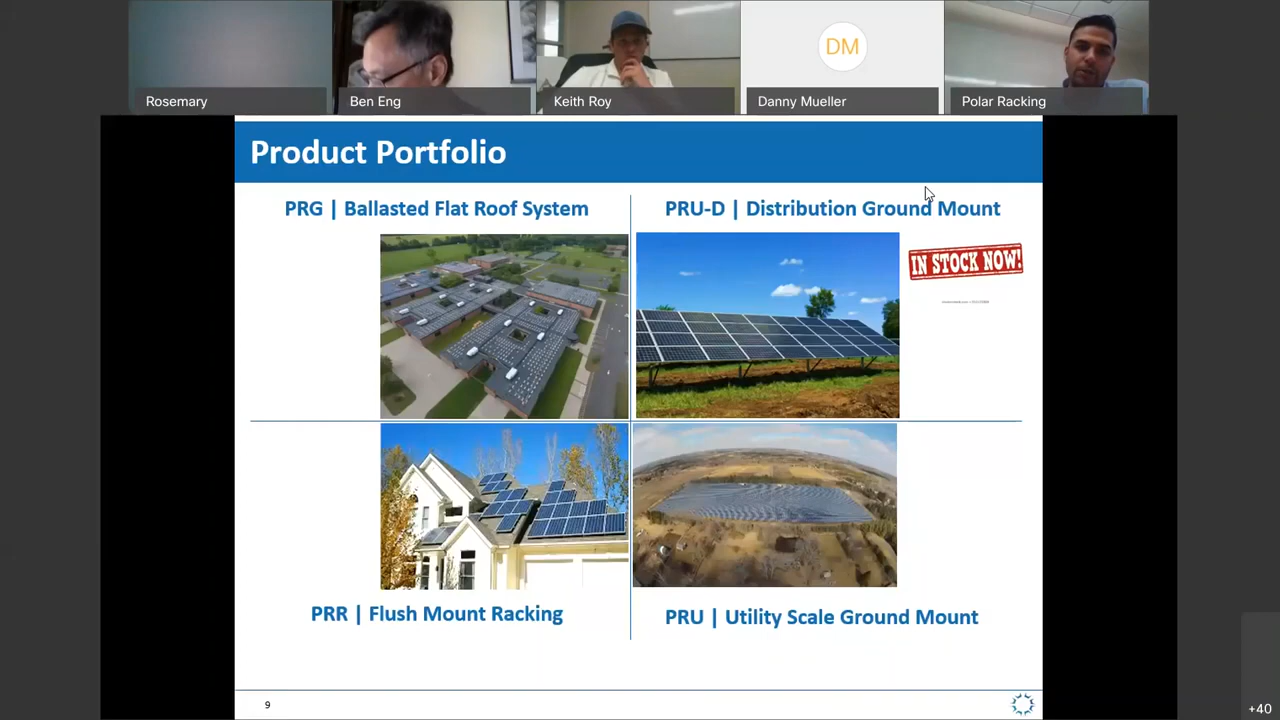 Rosemary
Ben Eng
Keith Roy
DM
Danny Mueller
Polar Racking
Product Portfolio
PRG | Ballasted Flat Roof System
PRU-D | Distribution Ground Mount
IN STOCK NOW!
PRR | Flush Mount Racking
PRU | Utility Scale Ground Mount
9
+40